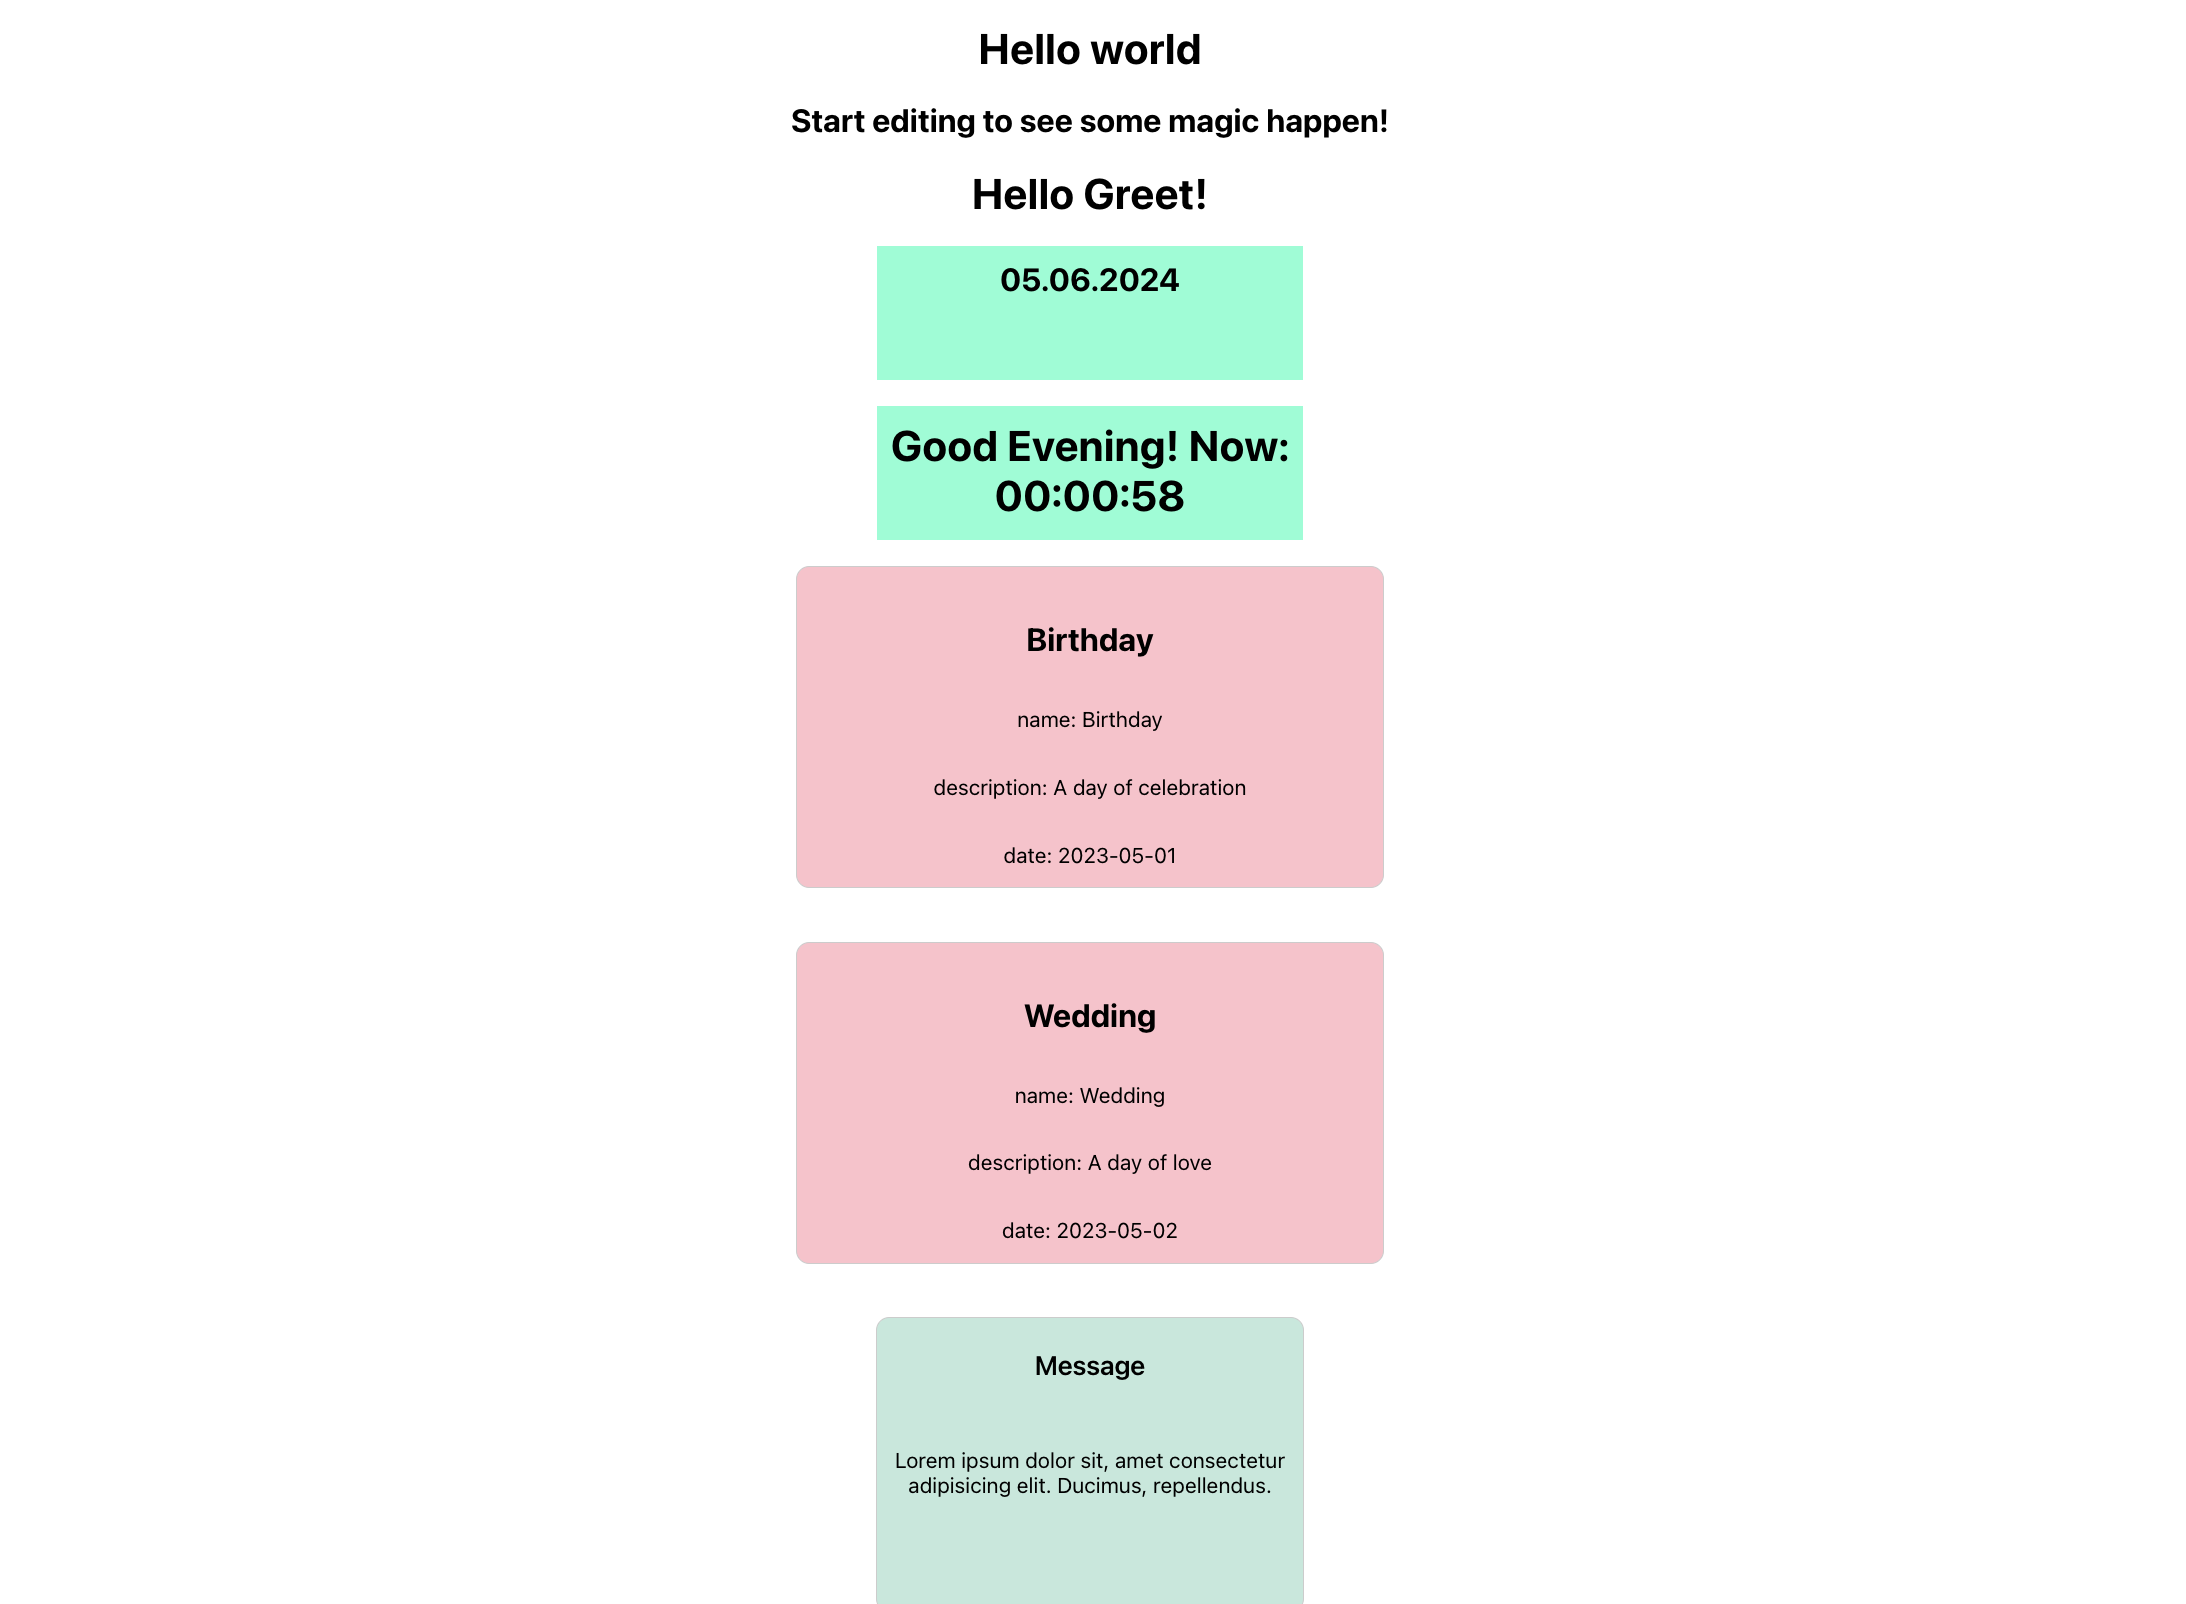 Hello world
Start editing to see some magic happen!
Hello Greet!
05.06.2024
Good Evening! Now:
00:00:58
Birthday
name: Birthday
description: A day of celebration
date: 2023-05-01
Wedding
name: Wedding
description: A day of love
date: 2023-05-02
Message
Lorem ipsum dolor sit, amet consectetur
adipisicing elit. Ducimus, repellendus.